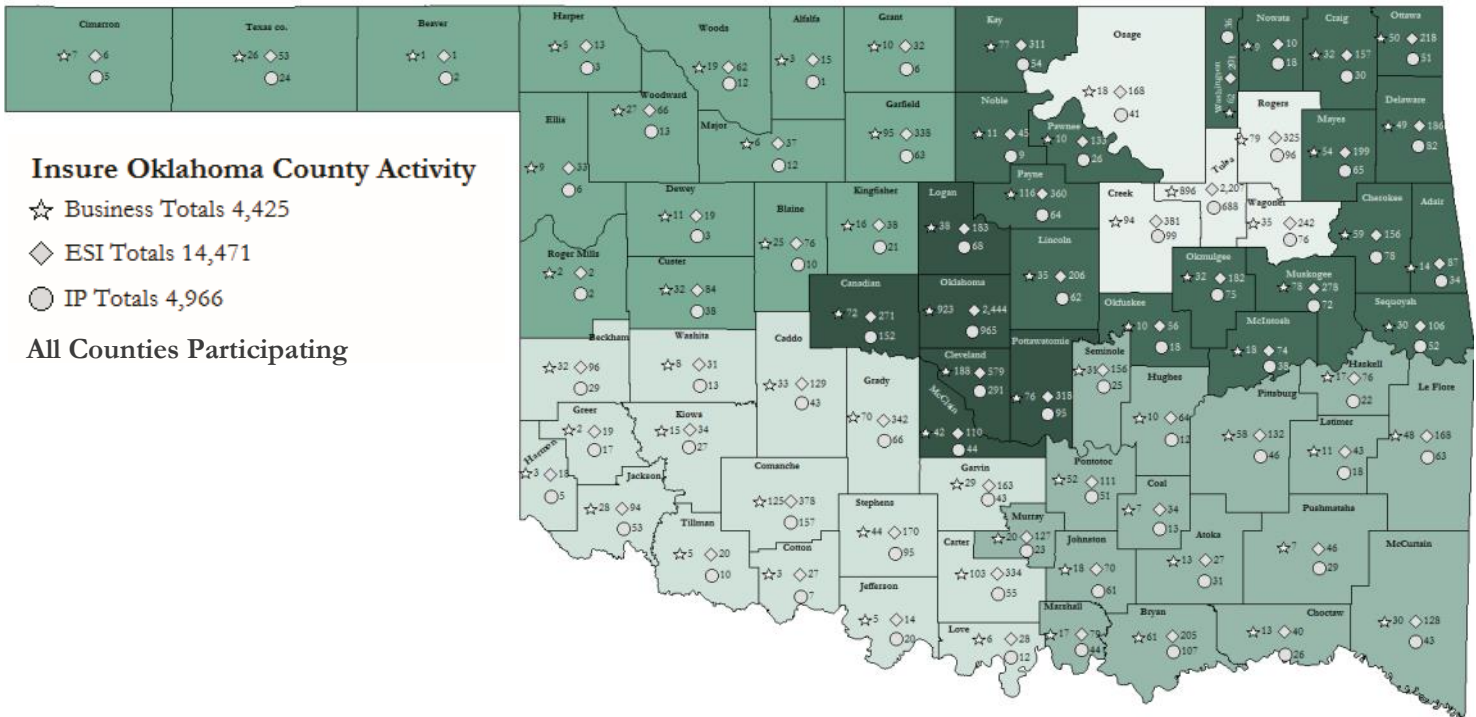 Insure Oklahoma County Activity
Business Totals 4,425
ESI Totals 14,471
IP Totals 4,966
All Counties Participating
Cimarron
7 6
5
Texas co.
26 53
24
Beaver
1 1
2
Harper
5 13
3
Woods
19 62
12
Alfalfa
3 15
1
Grant
10 32
6
Kay
77 311
54
Osage
18 168
41
Washington
62 201
36
Nowata
9 10
18
Craig
32 157
30
Ottawa
50 218
51
Ellis
9 33
6
Woodward
27 66
13
Major
6 37
12
Garfield
95 338
63
Noble
11 45
9
Pawnee
10 133
26
Rogers
79 325
96
Mayes
54 199
65
Delaware
49 186
82
Roger Mills
2 2
2
Dewey
11 19
3
Custer
32 84
38
Blaine
25 76
10
Kingfisher
16 38
21
Logan
38 183
68
Payne
116 360
64
Creek
94 381
99
Tulsa
896 2,207
688
Wagoner
35 242
76
Cherokee
59 156
78
Adair
14 87
34
Canadian
72 271
152
Oklahoma
923 2,444
965
Lincoln
35 206
62
Okfuskee
10 56
18
Okmulgee
32 182
75
Muskogee
78 278
72
McIntosh
18 74
38
Sequoyah
30 106
52
Beckham
32 96
29
Washita
8 31
13
Caddo
33 129
43
Grady
70 342
66
McClain
42 110
44
Cleveland
188 579
291
Pottawatomie
76 318
95
Seminole
31 156
25
Hughes
10 64
12
Pittsburg
58 132
46
Haskell
17 76
22
Le Flore
48 168
63
Latimer
11 43
18
Greer
2 19
17
Harmon
3 18
5
Kiowa
15 34
27
Jackson
28 94
53
Comanche
125 378
157
Tillman
5 20
10
Cotton
3 27
7
Stephens
44 170
95
Jefferson
5 14
20
Garvin
29 163
43
Murray
20 127
23
Carter
103 334
55
Love
6 28
12
Pontotoc
52 111
51
Coal
7 34
13
Johnston
18 70
61
Atoka
13 27
31
Pushmataha
7 46
29
McCurtain
30 128
43
Marshall
17 79
44
Bryan
61 205
107
Choctaw
13 40
26